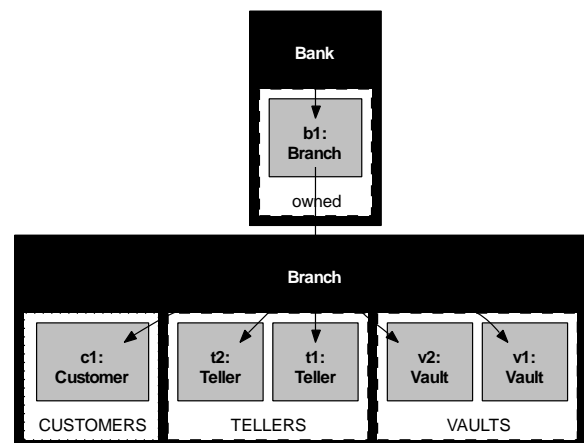 Bank
b1:
Branch
owned
Branch
c1:
Customer
t2:
Teller
t1:
Teller
v2:
Vault
v1:
Vault
CUSTOMERS
TELLERS
VAULTS